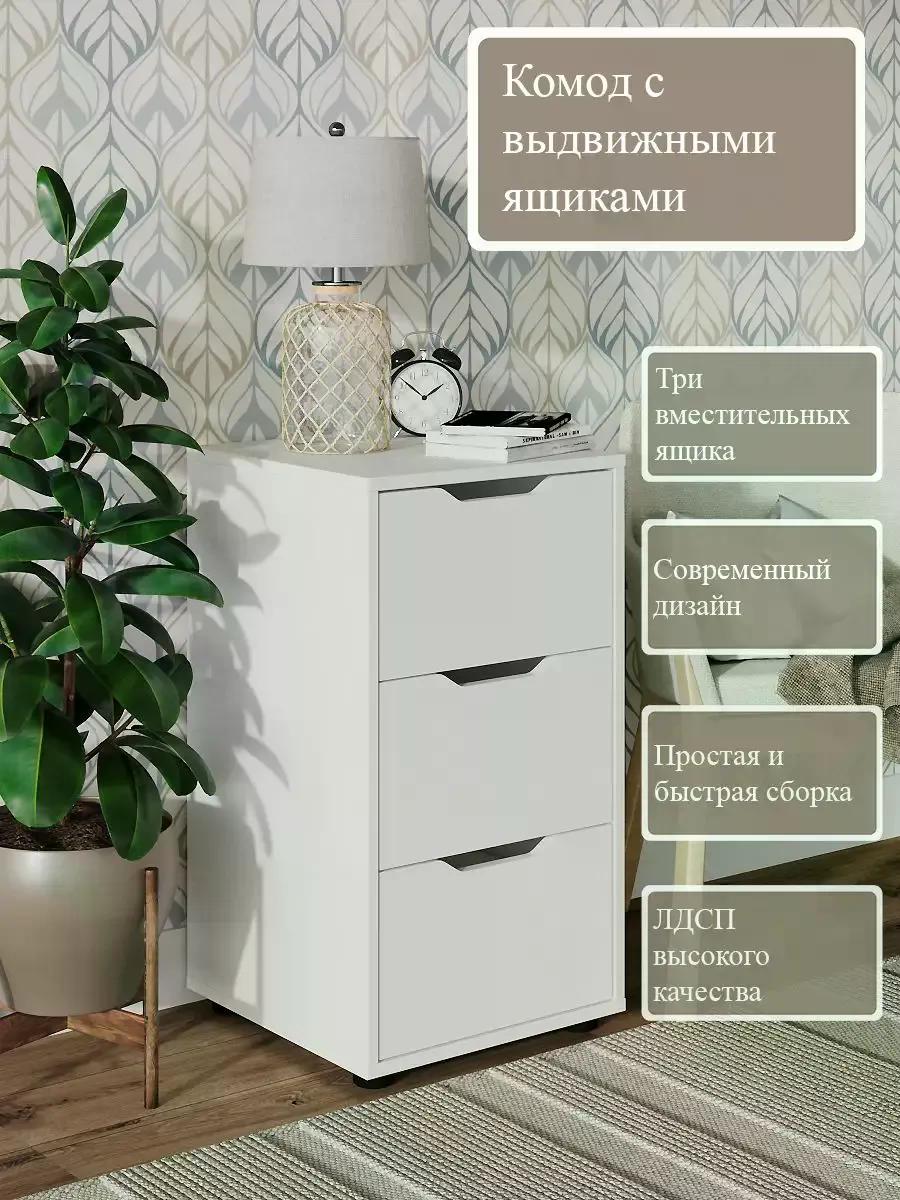 Комод с
выдвижными
ящиками
Три
вместительных
ящика
Современный
дизайн
Простая и
быстрая сборка
ЛДСП
высокого
качества